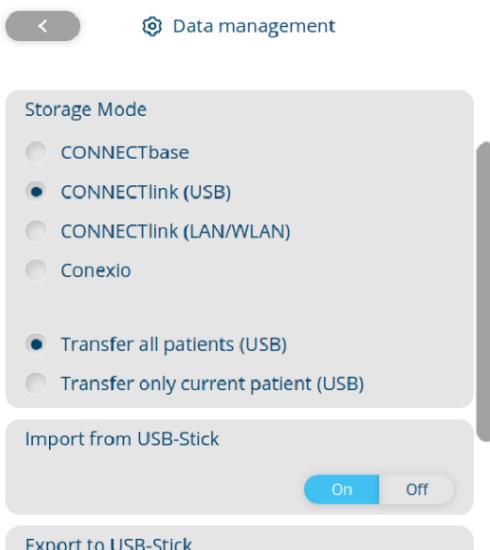 Data management
Storage Mode
CONNECTbase
CONNECTlink (USB)
CONNECTlink (LAN/WLAN)
Conexio
Transfer all patients (USB)
Transfer only current patient (USB)
Import from USB-Stick
On Off
Export to USB-Stick